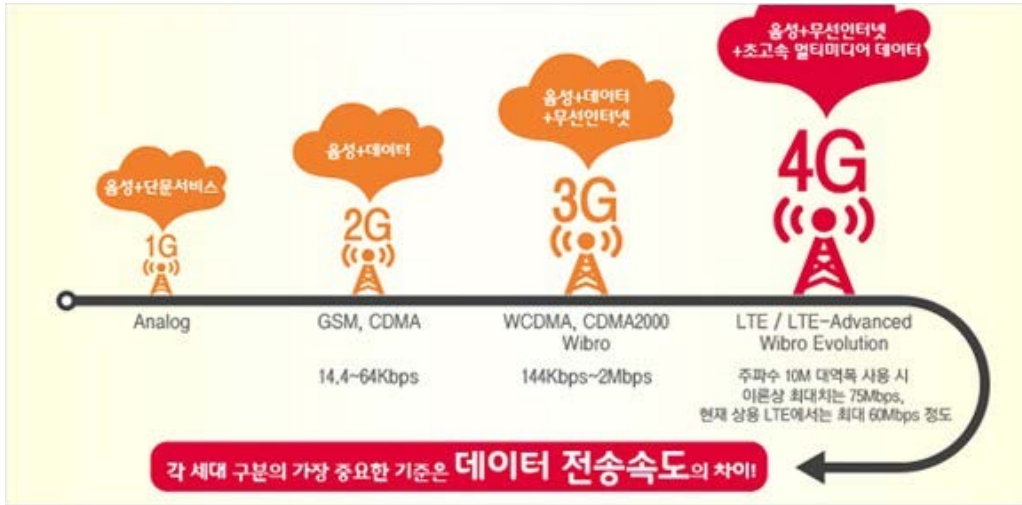 음성+무선인터넷
+초고속 멀티미디어 데이터
음성+데이터
+무선인터넷
음성+데이터
음성+단문서비스
1G
2G
3G
4G
Analog
GSM, CDMA
14.4~64Kbps
WCDMA, CDMA2000
Wibro
144Kbps~2Mbps
LTE / LTE-Advanced
Wibro Evolution
주파수 10M 대역목 사용 시
이론상 최대치는 75Mbps,
현재 상용 LTE에서는 최대 60Mbps 정도
각 세대 구분의 가장 중요한 기준은 데이터 전송속도의 차이!